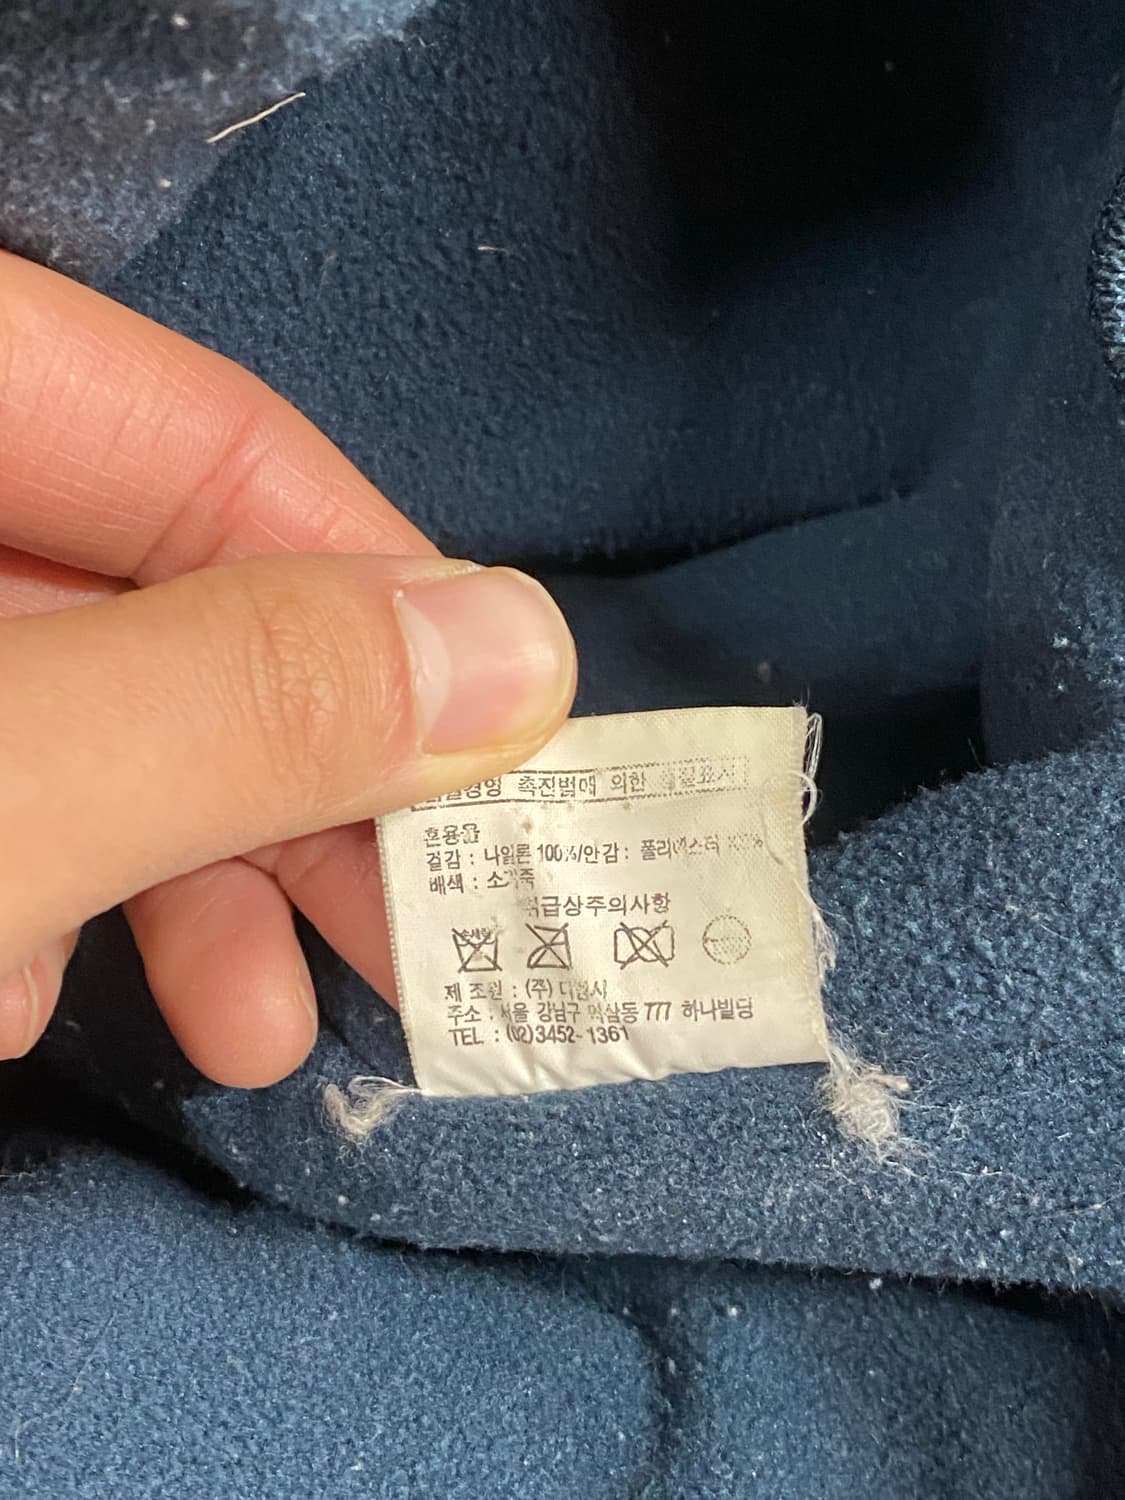 촉진법에 의한
혼용율
겉감 : 나일론 100%/안감 : 폴리에스터
배색 : 소가죽
취급상주의사항
손세탁
제 조원 : (주)
주소 : 서울 강남구 역삼동 777 하나빌딩
TEL : (02)3452-1361